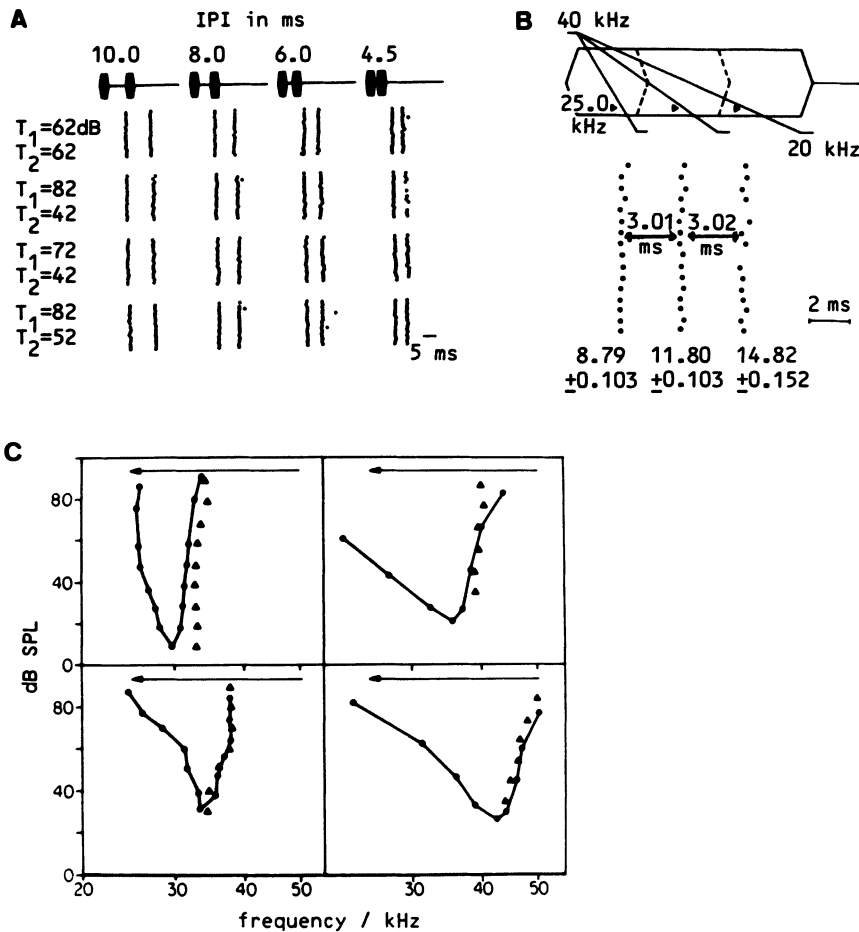 A
IPI in ms
10.0 8.0 6.0 4.5
T1=62dB
T2=62
T1=82
T2=42
T1=72
T2=42
T1=82
T2=52
5 ms
B
40 kHz
25.0
kHz
20 kHz
3.01 3.02
ms ms
2 ms
8.79 11.80 14.82
±0.103 ±0.103 ±0.152
C
80
40
0
80
40
0
dB SPL
20 30 40 50 30 40 50
frequency / kHz